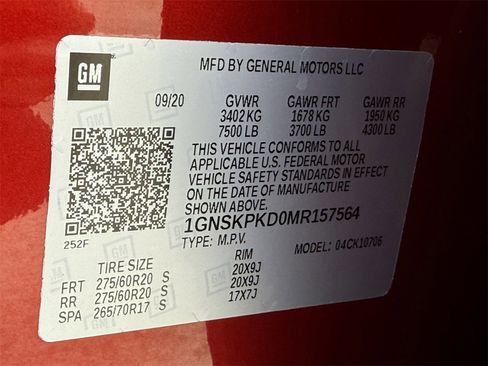 GM
MFD BY GENERAL MOTORS LLC
09/20 GVWR GAWR FRT GAWR RR
3402 KG 1678 KG 1950 KG
7500 LB 3700 LB 4300 LB
THIS VEHICLE CONFORMS TO ALL
APPLICABLE U.S. FEDERAL MOTOR
VEHICLE SAFETY STANDARDS IN EFFECT
ON THE DATE OF MANUFACTURE
SHOWN ABOVE.
252F
1GNSKPKD0MR157564
TYPE: M.P.V. MODEL: 04CK10706
TIRE SIZE RIM
FRT 275/60R20 S 20X9J
RR 275/60R20 S 20X9J
SPA 265/70R17 S 17X7J